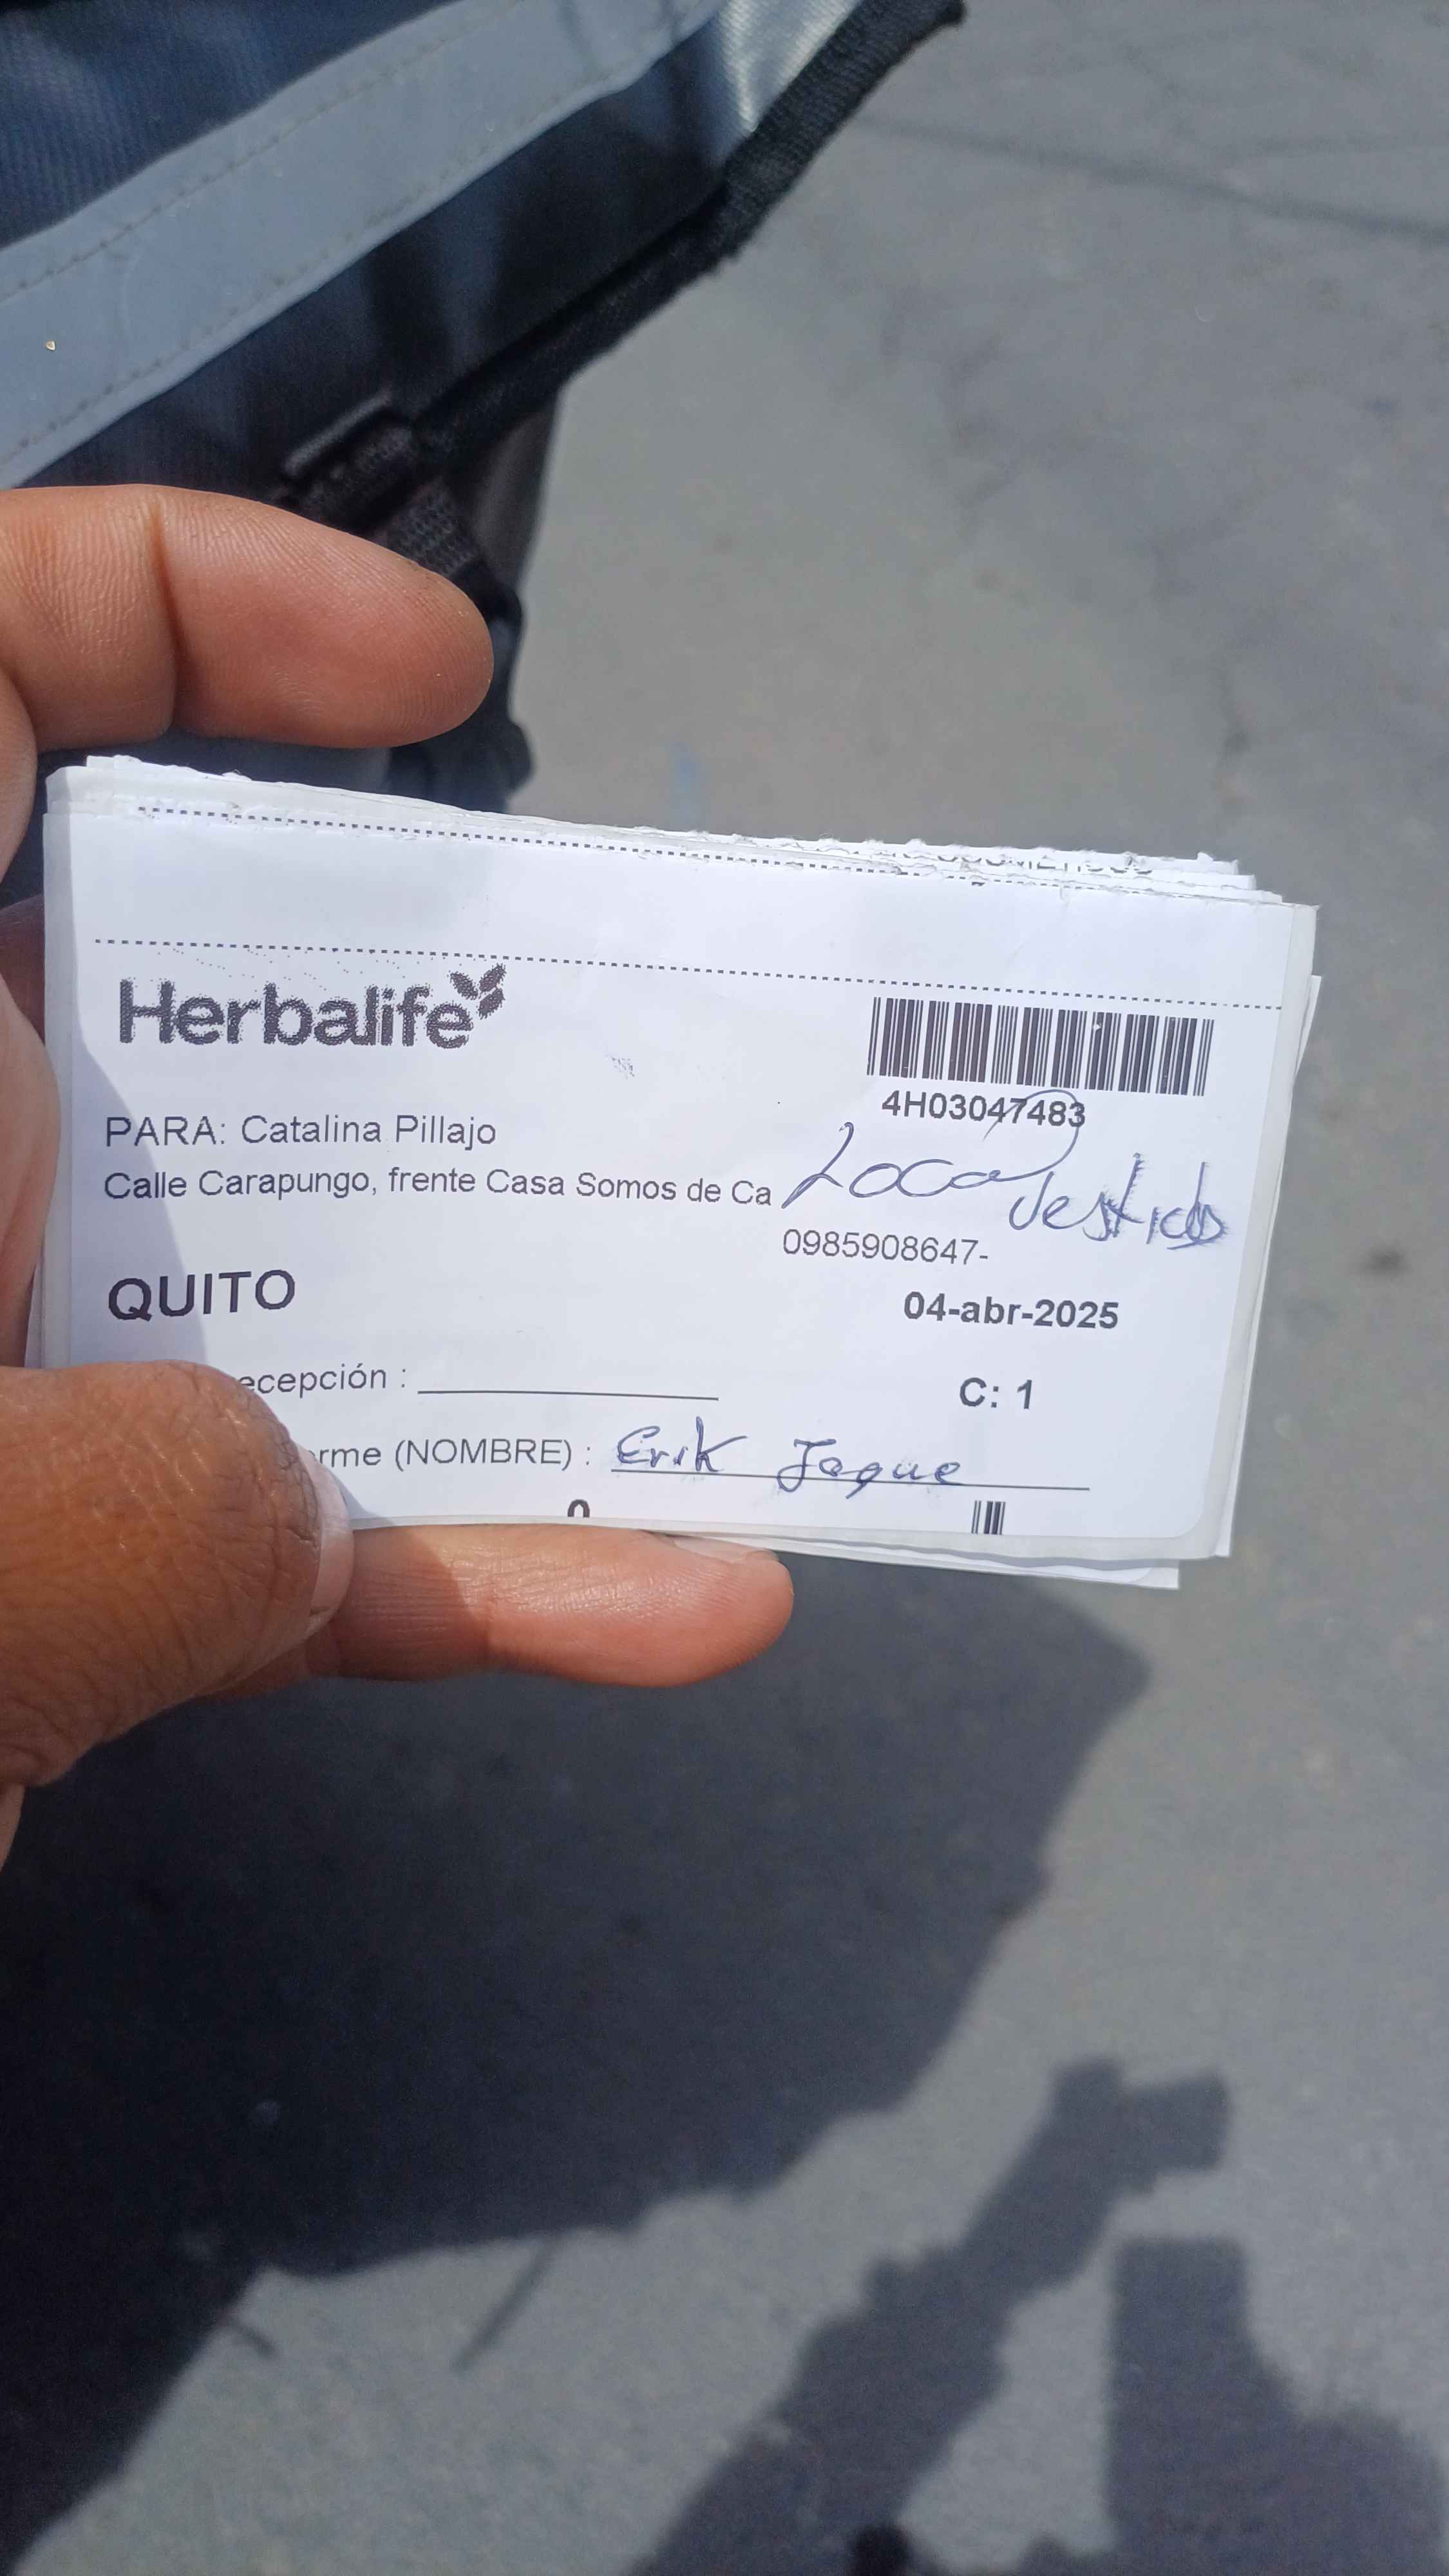 Herbalife
4H03047483
PARA: Catalina Pillajo
Calle Carapungo, frente Casa Somos de Ca
Local
Vestidos
0985908647-
QUITO
04-abr-2025
ecepción :
C: 1
rme (NOMBRE) : Erik Jaque